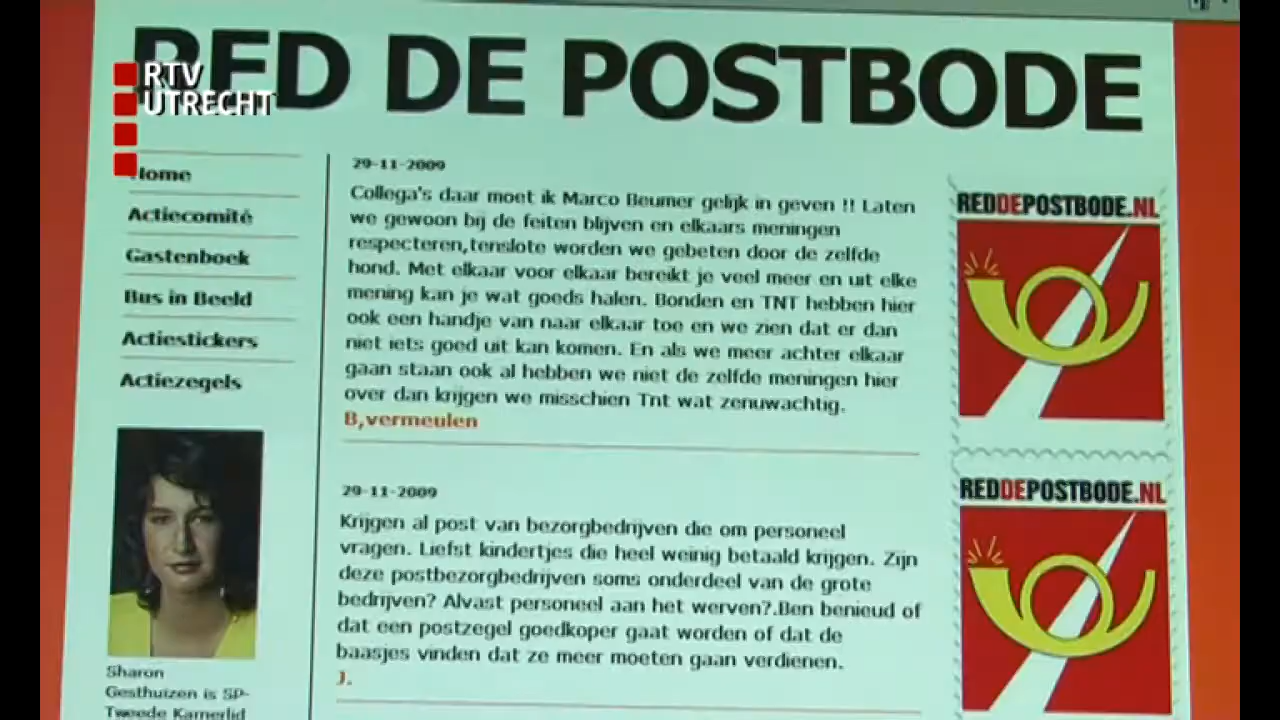 RED DE POSTBODE
RTV
UTRECHT
Home
Actiecomité
Gastenboek
Bus in Beeld
Actiestickers
Actiezegels
Sharon
Gesthuizen is SP-
Tweede Kamerlid
29-11-2009
Collega's daar moet ik Marco Beumer gelijk in geven !! Laten
we gewoon bij de feiten blijven en elkaars meningen
respecteren,tenslote worden we gebeten door de zelfde
hond. Met elkaar voor elkaar bereikt je veel meer en uit elke
mening kan je wat goeds halen. Bonden en TNT hebben hier
ook een handje van naar elkaar toe en we zien dat er dan
niet iets goed uit kan komen. En als we meer achter elkaar
gaan staan ook al hebben we niet de zelfde meningen hier
over dan krijgen we misschien Tnt wat zenuwachtig.
B,vermeulen
29-11-2009
Krijgen al post van bezorgbedrijven die om personeel
vragen. Liefst kindertjes die heel weinig betaald krijgen. Zijn
deze postbezorgbedrijven soms onderdeel van de grote
bedrijven? Alvast personeel aan het werven?.Ben benieud of
dat een postzegel goedkoper gaat worden of dat de
baasjes vinden dat ze meer moeten gaan verdienen.
J.
REDDEPOSTBODE.NL
REDDEPOSTBODE.NL